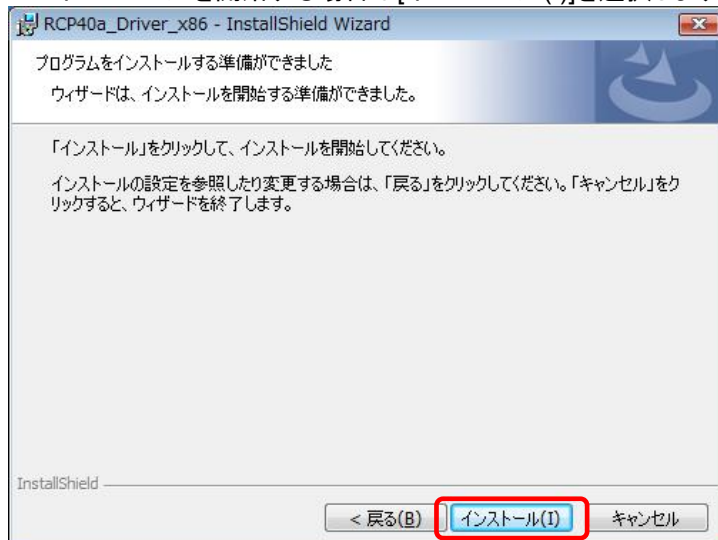 RCP40a_Driver_x86 - InstallShield Wizard
プログラムをインストールする準備ができました
ウィザードは、インストールを開始する準備ができました。
「インストール」をクリックして、インストールを開始してください。
インストールの設定を参照したり変更する場合は、「戻る」をクリックしてください。「キャンセル」をク
リックすると、ウィザードを終了します。
InstallShield
< 戻る(B) インストール(I) キャンセル